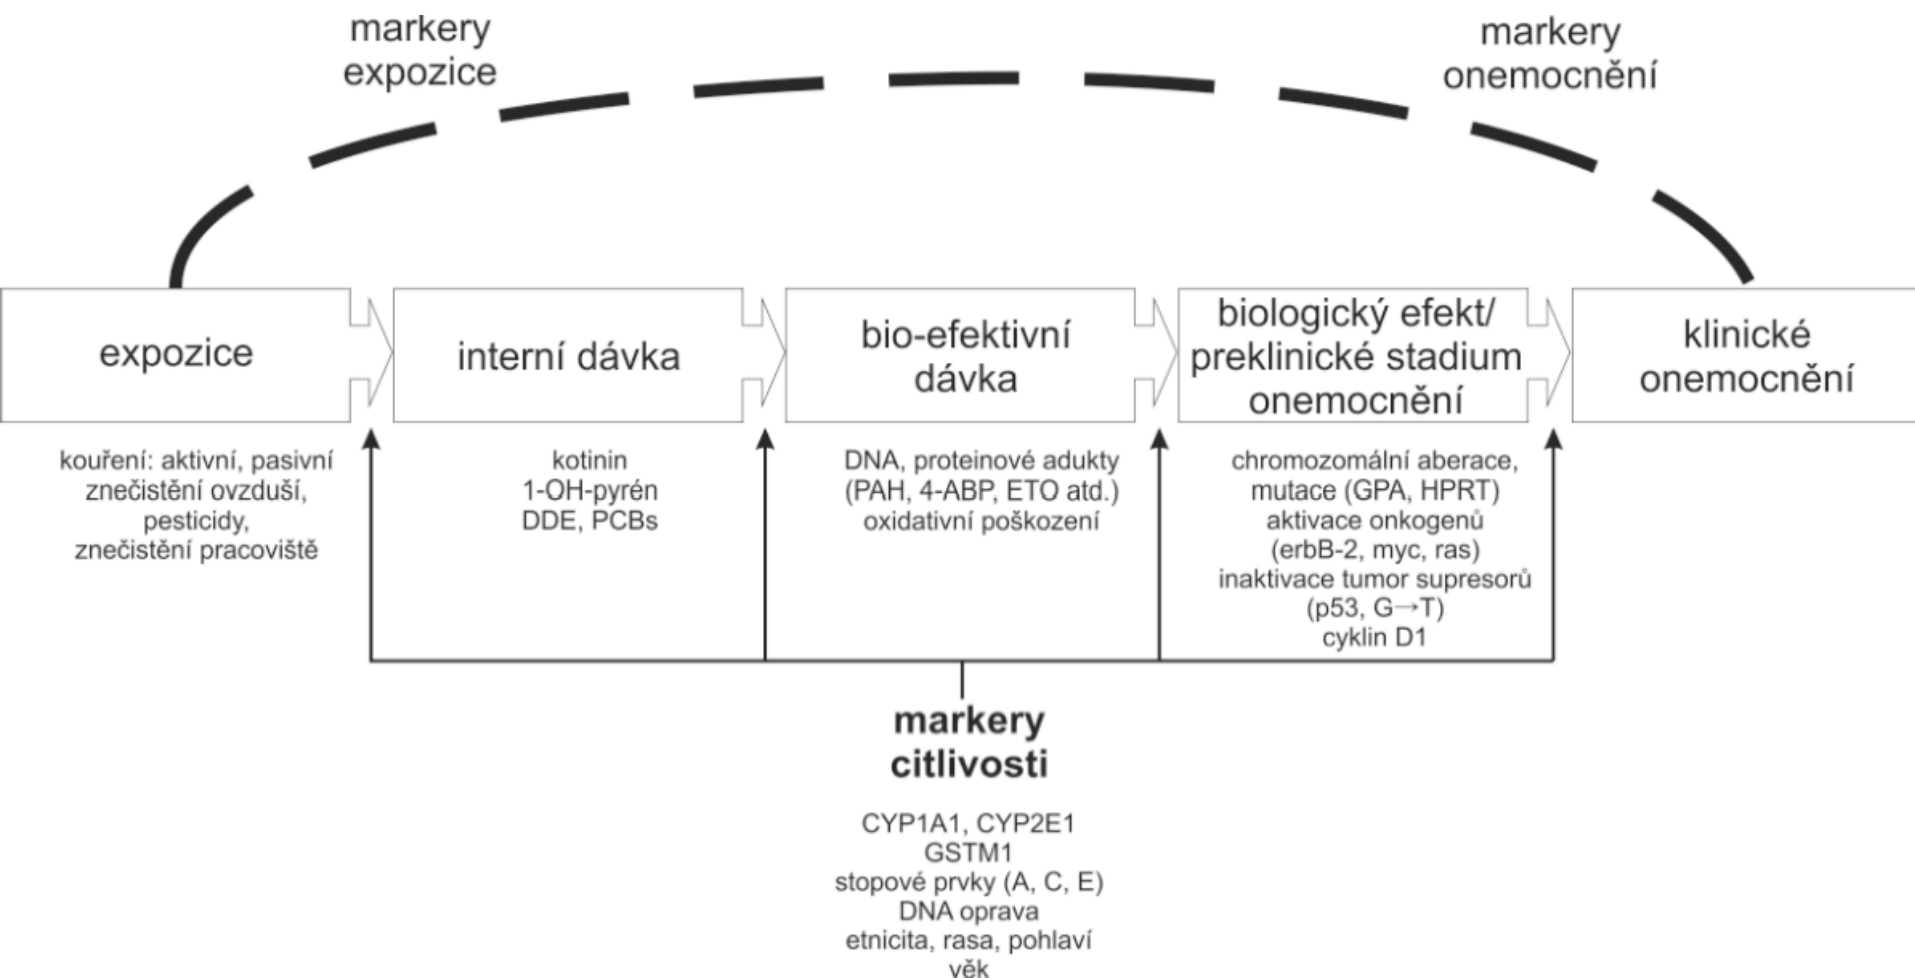 markery
expozice
markery
onemocnění
expozice
interní dávka
bio-efektivní
dávka
biologický efekt/
preklinické stadium
onemocnění
klinické
onemocnění
kouření: aktivní, pasivní
znečistění ovzduší,
pesticidy,
znečistění pracoviště
kotinin
1-OH-pyrén
DDE, PCBs
DNA, proteinové adukty
(PAH, 4-ABP, ETO atd.)
oxidativní poškození
chromozomální aberace,
mutace (GPA, HPRT)
aktivace onkogenů
(erbB-2, myc, ras)
inaktivace tumor supresorů
(p53, G→T)
cyklin D1
markery
citlivosti
CYP1A1, CYP2E1
GSTM1
stopové prvky (A, C, E)
DNA oprava
etnicita, rasa, pohlaví
věk